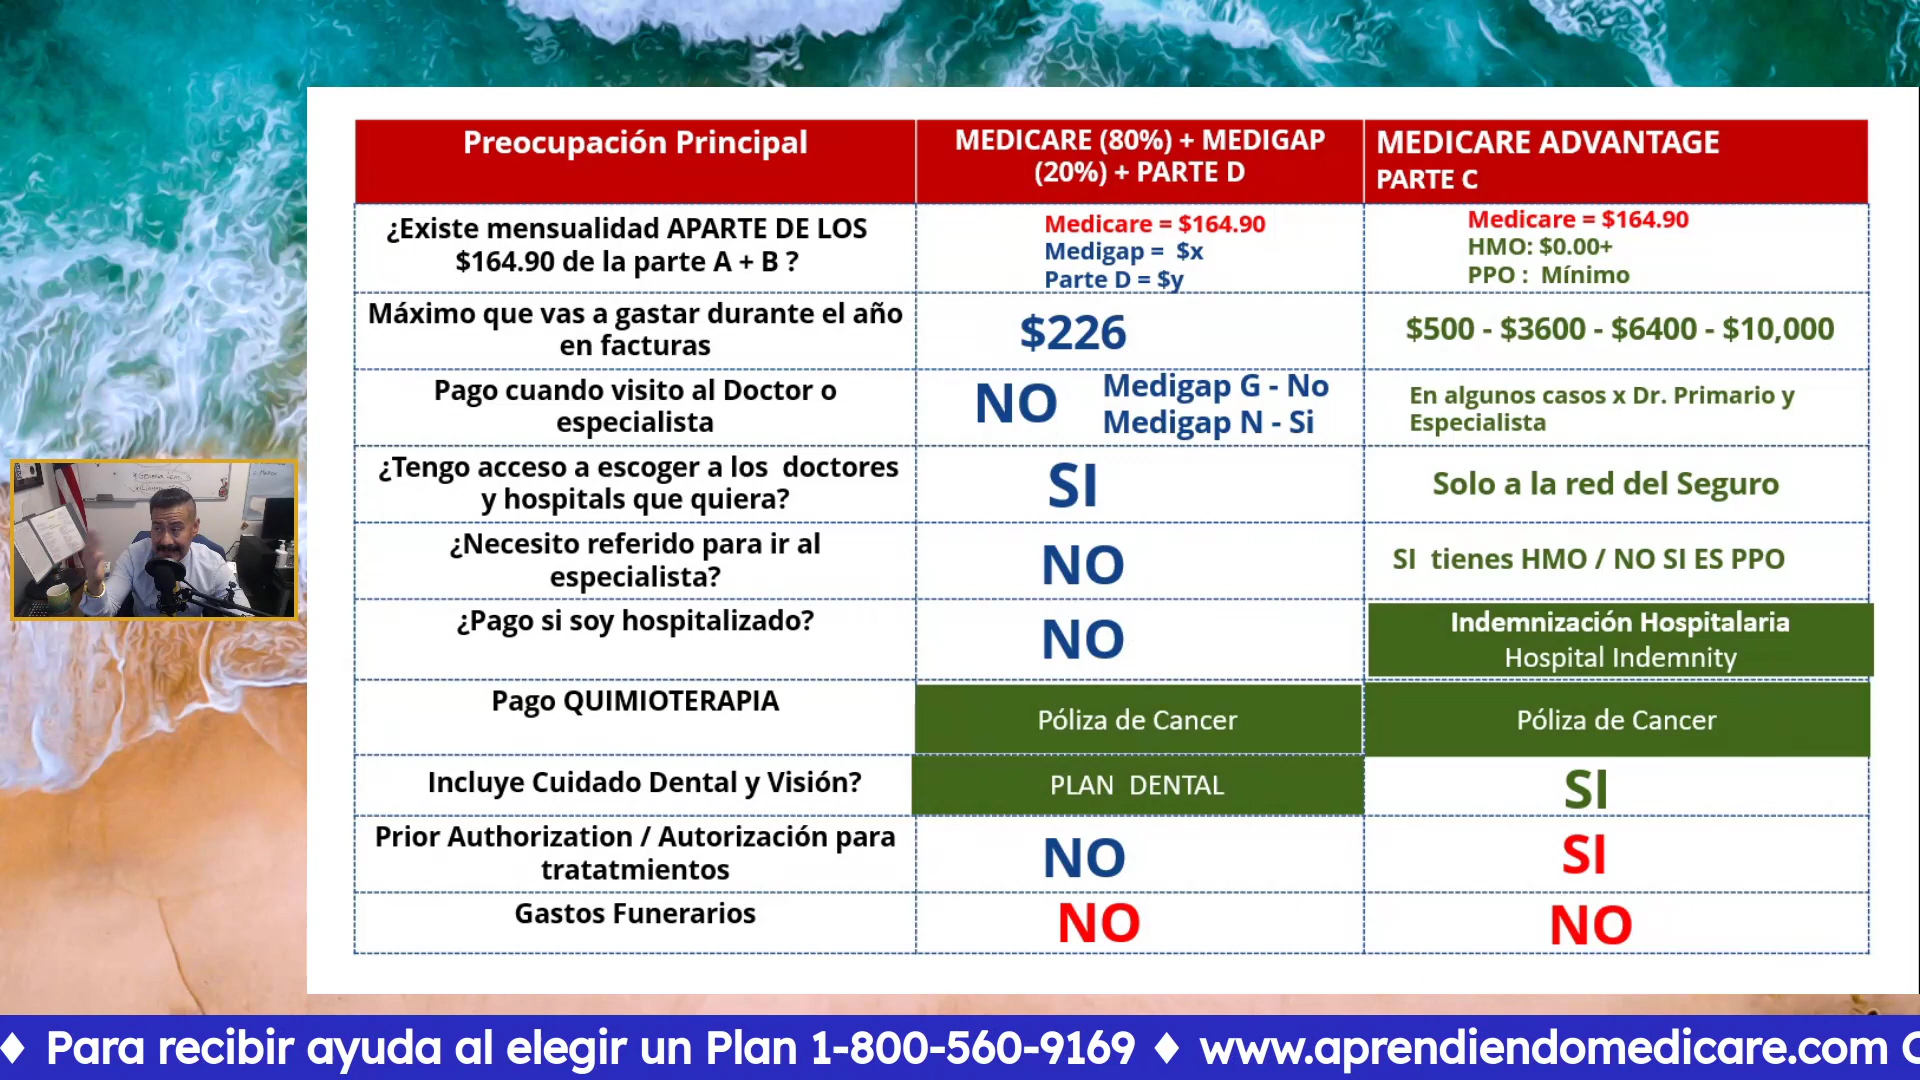 Preocupación Principal
MEDICARE (80%) + MEDIGAP
(20%) + PARTE D
MEDICARE ADVANTAGE
PARTE C
¿Existe mensualidad APARTE DE LOS
$164.90 de la parte A + B ?
Medicare = $164.90
Medigap = $x
Parte D = $y
Medicare = $164.90
HMO: $0.00+
PPO : Mínimo
Máximo que vas a gastar durante el año
en facturas
$226
$500 - $3600 - $6400 - $10,000
Pago cuando visito al Doctor o
especialista
NO
Medigap G - No
Medigap N - Si
En algunos casos x Dr. Primario y
Especialista
¿Tengo acceso a escoger a los doctores
y hospitals que quiera?
SI
Solo a la red del Seguro
¿Necesito referido para ir al
especialista?
NO
SI tienes HMO / NO SI ES PPO
¿Pago si soy hospitalizado?
NO
Indemnización Hospitalaria
Hospital Indemnity
Pago QUIMIOTERAPIA
Póliza de Cancer
Póliza de Cancer
Incluye Cuidado Dental y Visión?
PLAN DENTAL
SI
Prior Authorization / Autorización para
tratatmientos
NO
SI
Gastos Funerarios
NO
NO
♦ Para recibir ayuda al elegir un Plan 1-800-560-9169 ♦ www.aprendiendomedicare.com